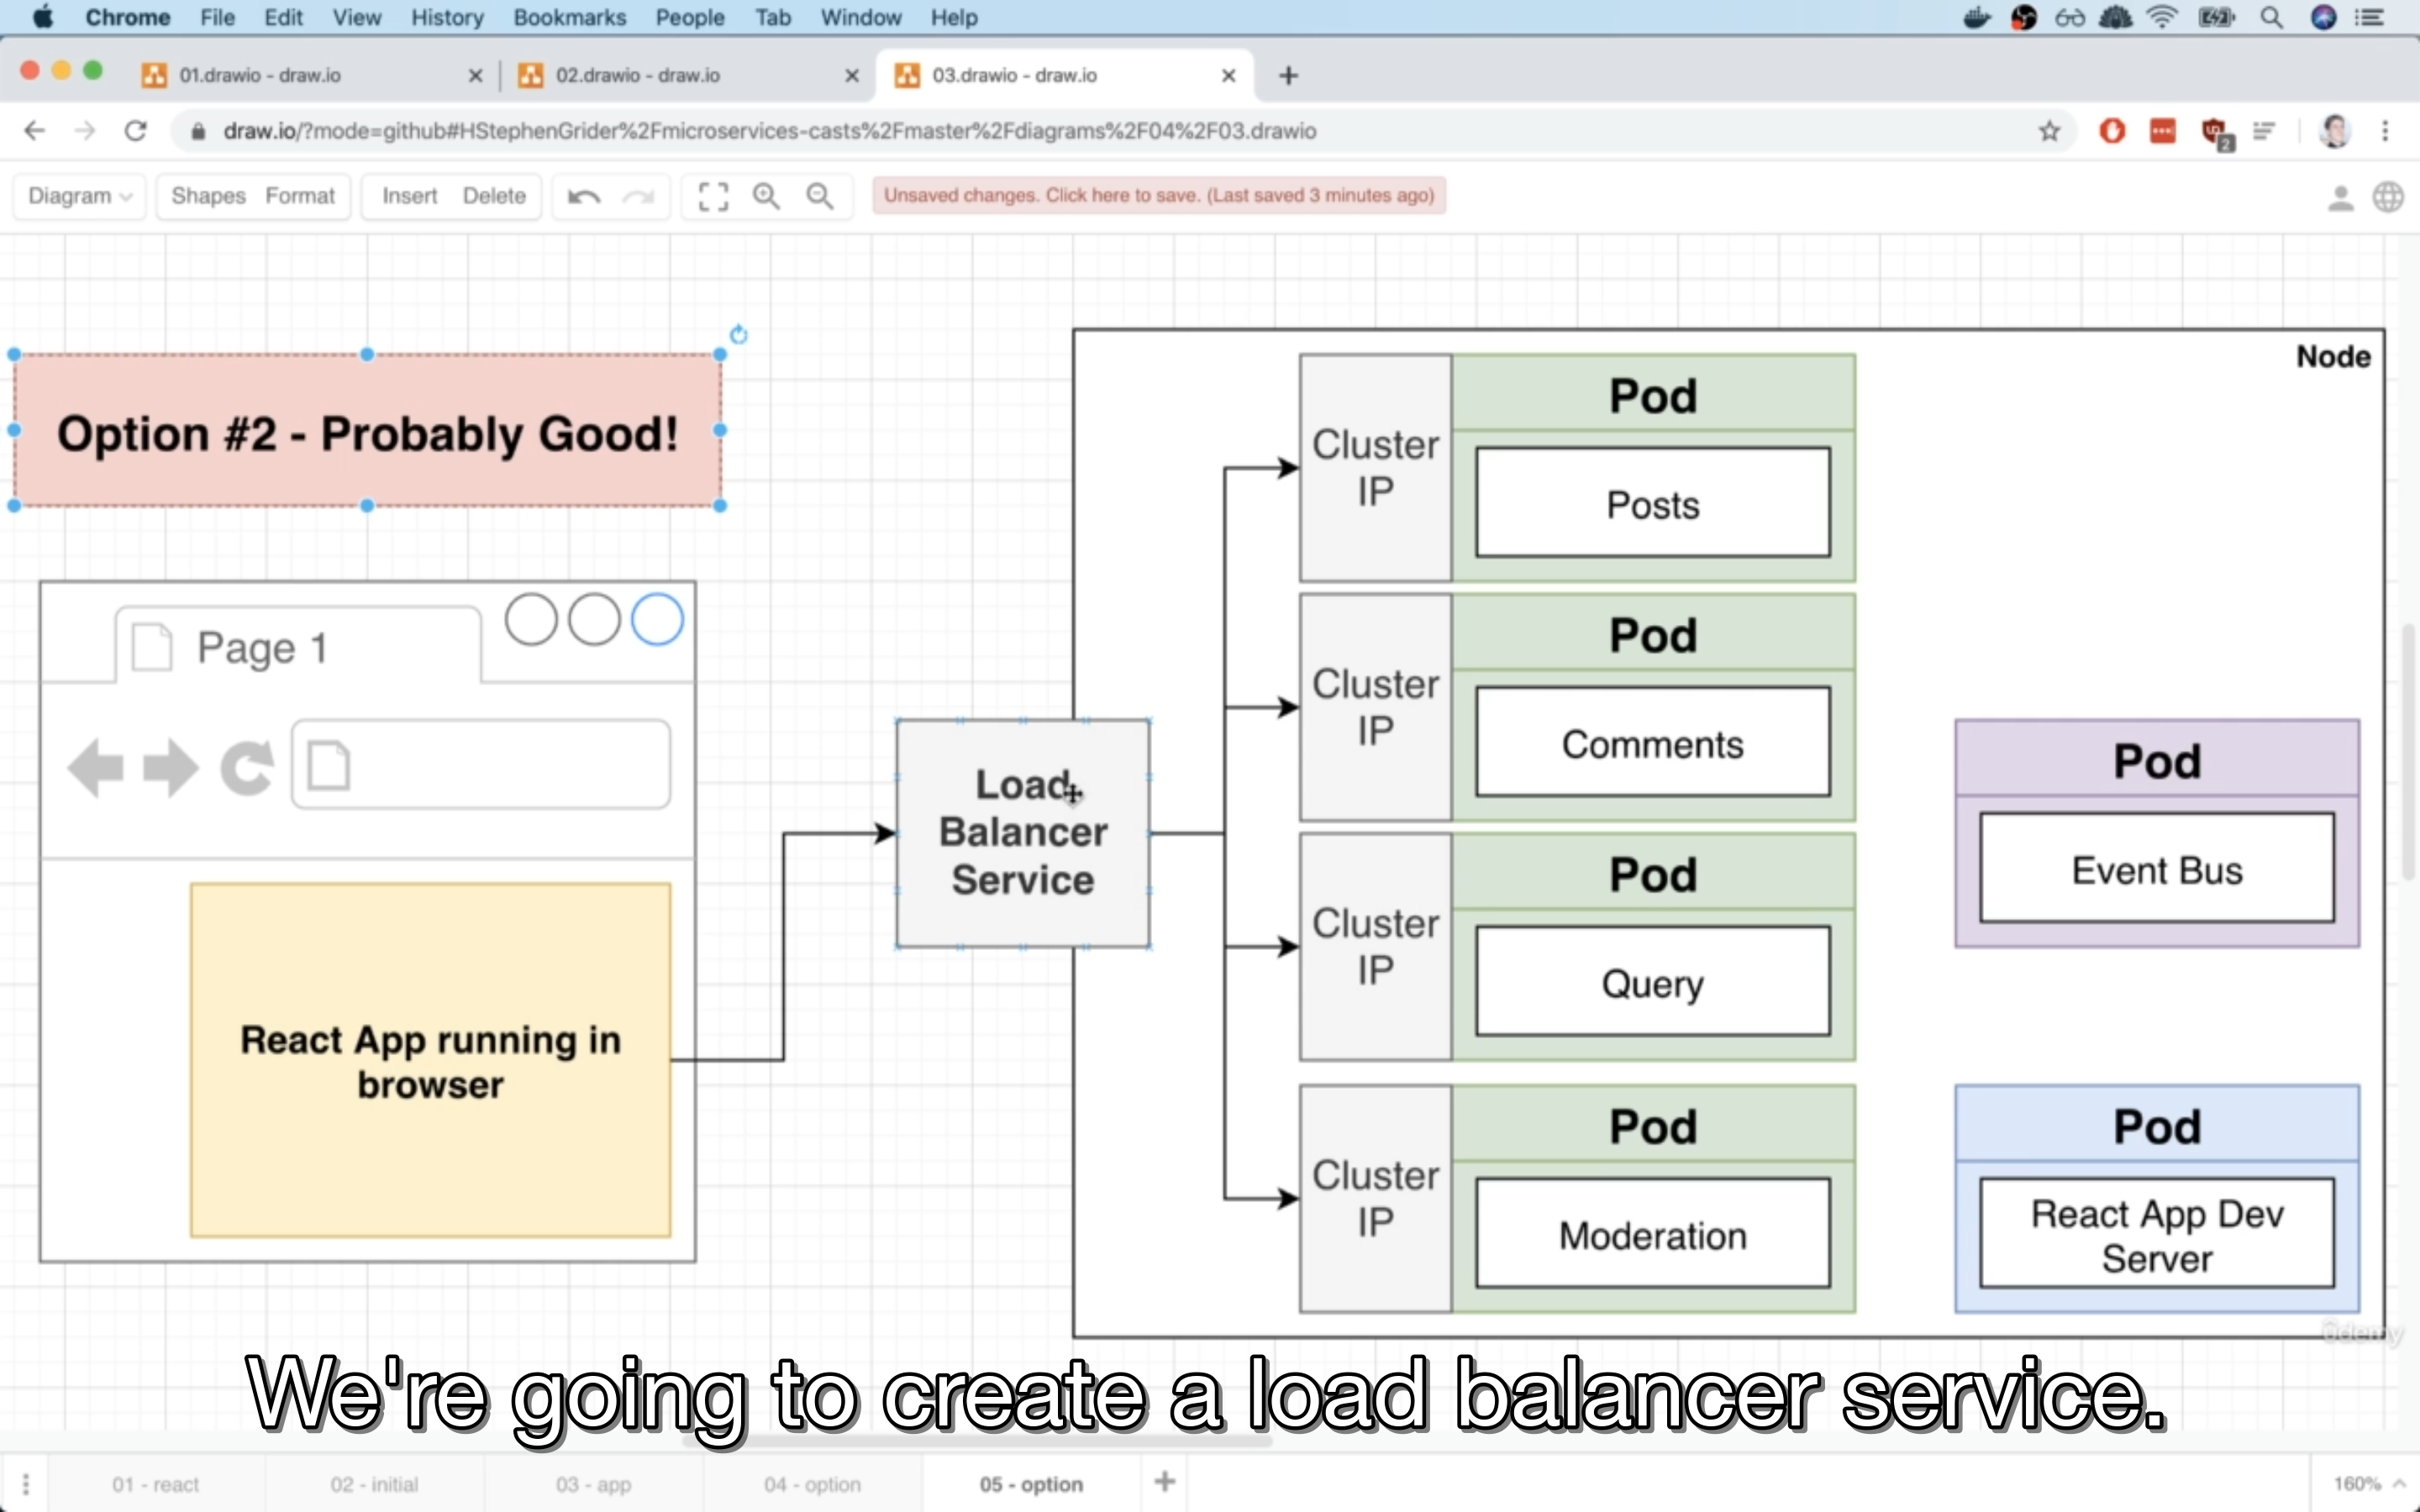 Chrome File Edit View History Bookmarks People Tab Window Help
01.drawio - draw.io
02.drawio - draw.io
03.drawio - draw.io
draw.io/?mode=github#HStephenGrider%2Fmicroservices-casts%2Fmaster%2Fdiagrams%2F04%2F03.drawio
2
Diagram Shapes Format Insert Delete
Unsaved changes. Click here to save. (Last saved 3 minutes ago)
Option #2 - Probably Good!
Page 1
React App running in
browser
Load
Balancer
Service
Node
Cluster
IP
Pod
Posts
Cluster
IP
Pod
Comments
Cluster
IP
Pod
Query
Cluster
IP
Pod
Moderation
Pod
Event Bus
Pod
React App Dev
Server
udemy
We're going to create a load balancer service.
01 - react
02 - initial
03 - app
04 - option
05 - option
160%